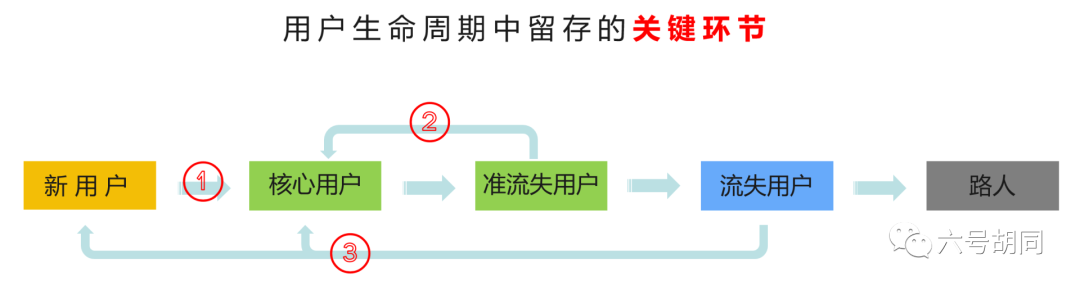 用户生命周期中留存的关键环节
②
新用户
①
核心用户
准流失用户
流失用户
路人
③
六号胡同